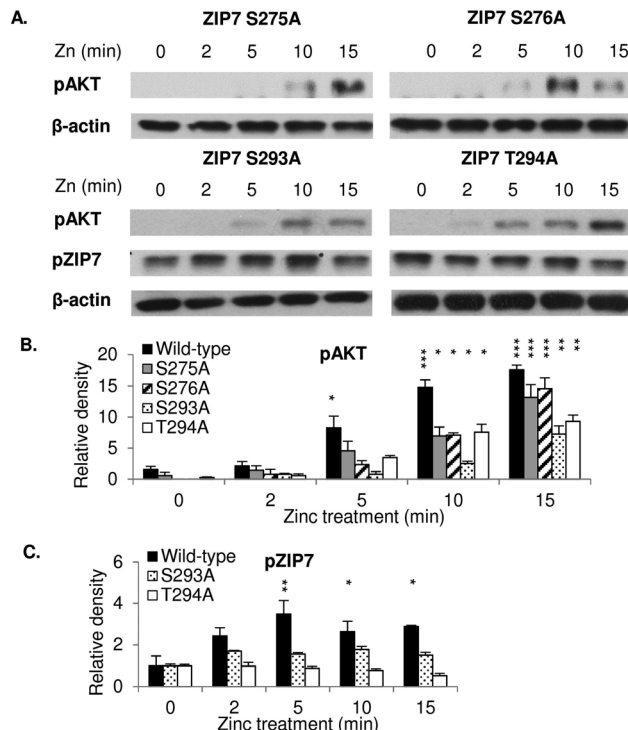 A.
ZIP7 S275A ZIP7 S276A
Zn (min) 0 2 5 10 15 0 2 5 10 15
pAKT
β-actin
ZIP7 S293A ZIP7 T294A
Zn (min) 0 2 5 10 15 0 2 5 10 15
pAKT
pZIP7
β-actin
B.
pAKT
Wild-type
S275A
S276A
S293A
T294A
Relative density
20
15
10
5
0
* *** * * * * *** *** *** ** **
0 2 5 10 15
Zinc treatment (min)
C.
pZIP7
Wild-type
S293A
T294A
Relative density
6
4
2
0
** * *
0 2 5 10 15
Zinc treatment (min)